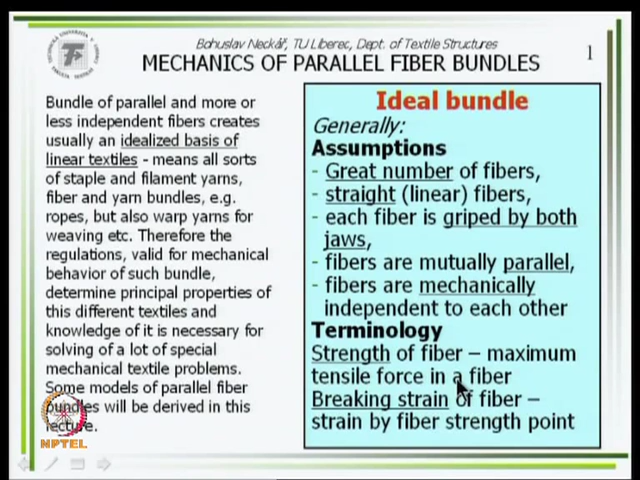 Bohuslav Neckář, TU Liberec, Dept. of Textile Structures
1
MECHANICS OF PARALLEL FIBER BUNDLES
Bundle of parallel and more or
less independent fibers creates
usually an idealized basis of
linear textiles - means all sorts
of staple and filament yarns,
fiber and yarn bundles, e.g.
ropes, but also warp yarns for
weaving etc. Therefore the
regulations, valid for mechanical
behavior of such bundle,
determine principal properties of
this different textiles and
knowledge of it is necessary for
solving of a lot of special
mechanical textile problems.
Some models of parallel fiber
bundles will be derived in this
lecture.
NPTEL
Ideal bundle
Generally:
Assumptions
- Great number of fibers,
- straight (linear) fibers,
- each fiber is griped by both
jaws,
- fibers are mutually parallel,
- fibers are mechanically
independent to each other
Terminology
Strength of fiber – maximum
tensile force in a fiber
Breaking strain of fiber –
strain by fiber strength point